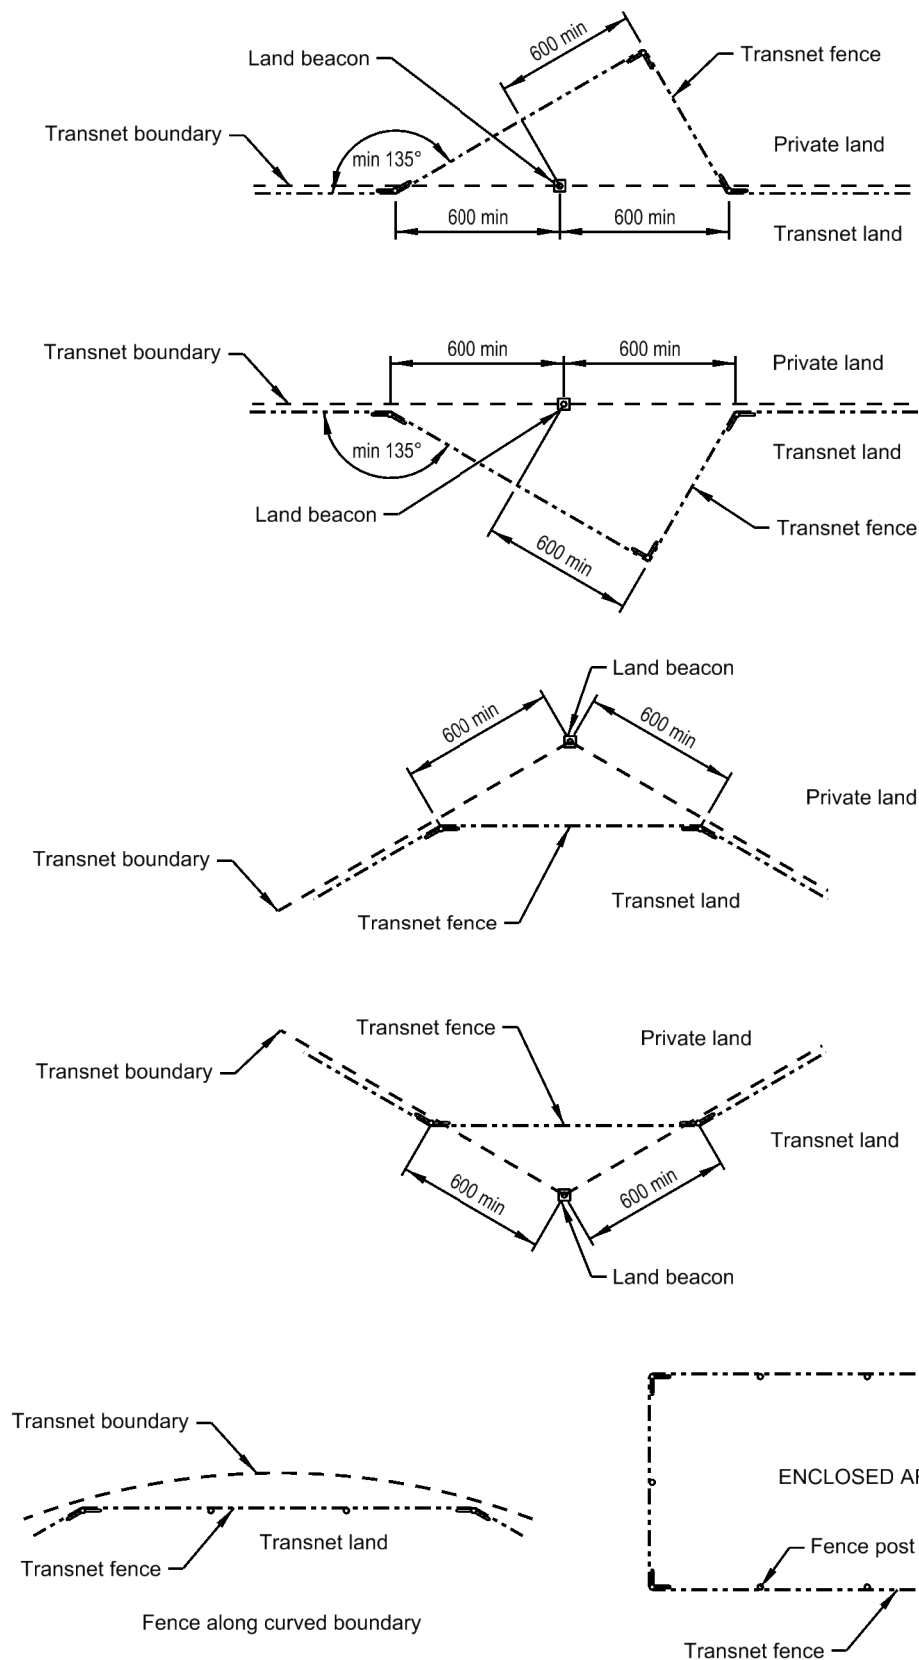 600 min
Land beacon
Transnet fence
Transnet boundary
min 135°
Private land
600 min
600 min
Transnet land
Transnet boundary
600 min
600 min
Private land
min 135°
Transnet land
Land beacon
Transnet fence
600 min
Land beacon
600 min
600 min
Private land
Transnet boundary
Transnet land
Transnet fence
Transnet fence
Private land
Transnet boundary
Transnet land
600 min
600 min
Land beacon
Transnet boundary
ENCLOSED
Transnet land
Fence post
Transnet fence
Fence along curved boundary
Transnet fence